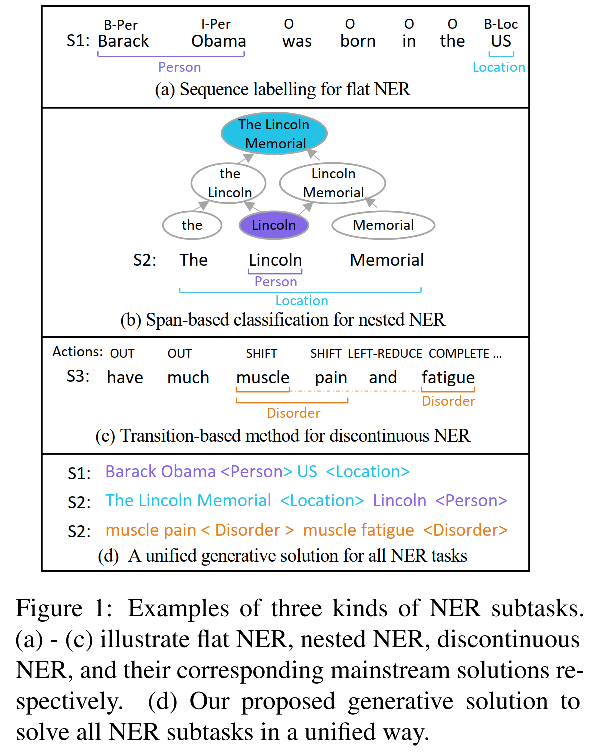 B-Per I-Per O O O O B-Loc
S1: Barack Obama was born in the US
Person Location
(a) Sequence labelling for flat NER
The Lincoln
Memorial
the
Lincoln
Lincoln
Memorial
the Lincoln Memorial
S2: The Lincoln Memorial
Person
Location
(b) Span-based classification for nested NER
Actions: OUT OUT SHIFT SHIFT LEFT-REDUCE COMPLETE ...
S3: have much muscle pain and fatigue
Disorder Disorder
(c) Transition-based method for discontinuous NER
S1: Barack Obama <Person> US <Location>
S2: The Lincoln Memorial <Location> Lincoln <Person>
S2: muscle pain < Disorder > muscle fatigue <Disorder>
(d) A unified generative solution for all NER tasks
Figure 1: Examples of three kinds of NER subtasks.
(a) - (c) illustrate flat NER, nested NER, discontinuous
NER, and their corresponding mainstream solutions re-
spectively. (d) Our proposed generative solution to
solve all NER subtasks in a unified way.